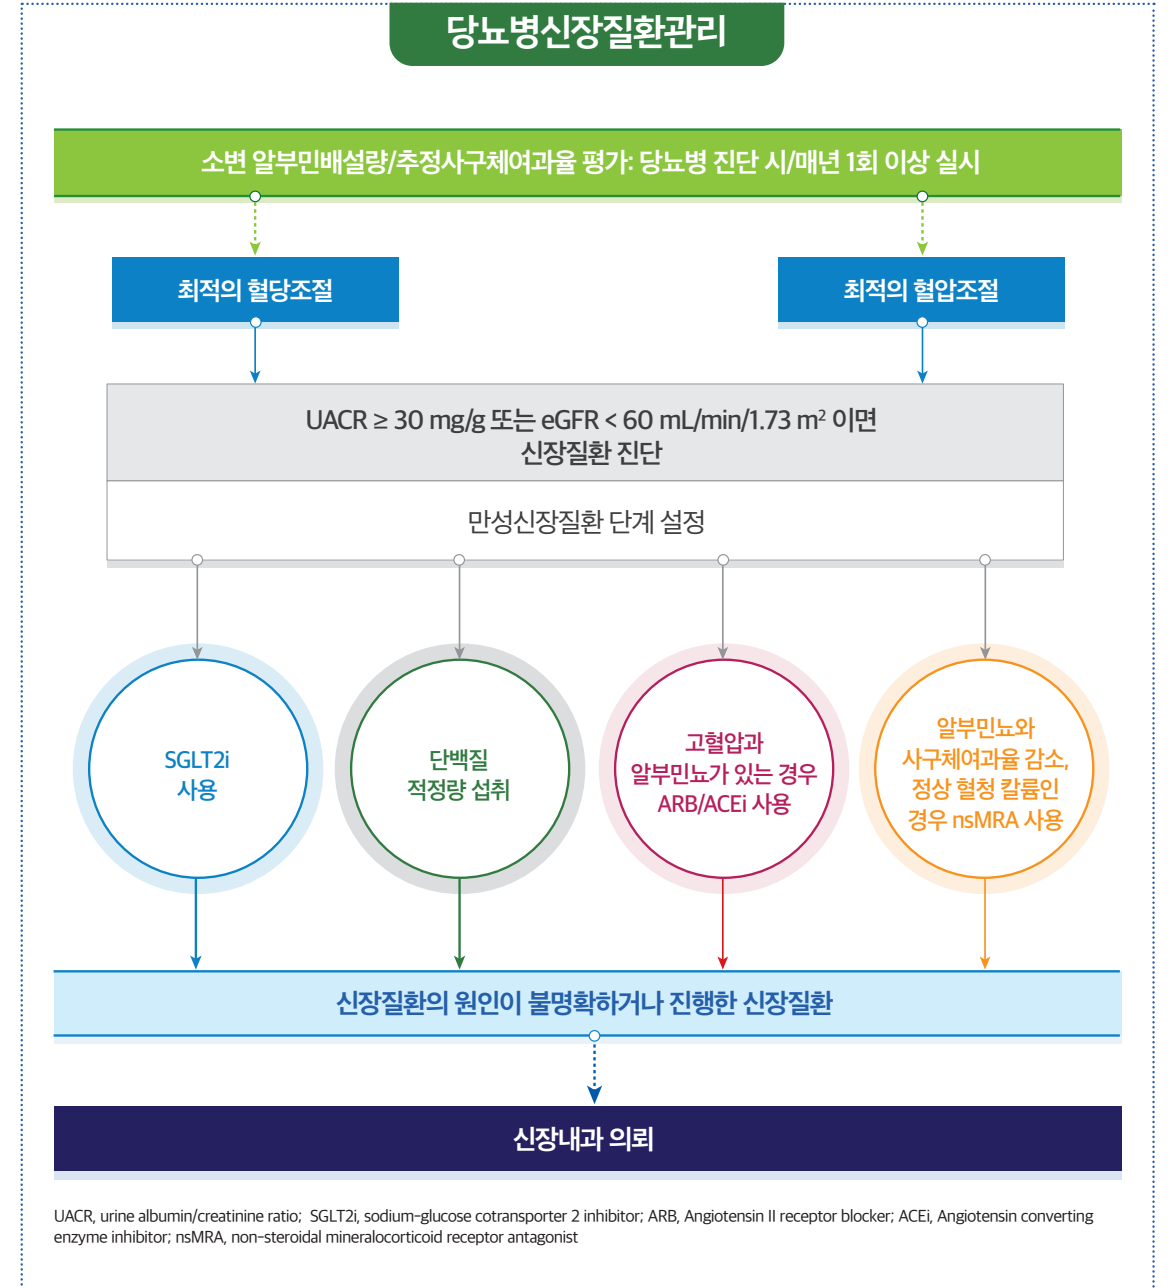 당뇨병신장질환관리
소변 알부민배설량/추정사구체여과율 평가: 당뇨병 진단 시/매년 1회 이상 실시
최적의 혈당조절
최적의 혈압조절
UACR ≥ 30 mg/g 또는 eGFR < 60 mL/min/1.73 m² 이면
신장질환 진단
만성신장질환 단계 설정
SGLT2i
사용
단백질
적정량 섭취
고혈압과
알부민뇨가 있는 경우
ARB/ACEi 사용
알부민뇨와
사구체여과율 감소,
정상 혈청 칼륨인
경우 nsMRA 사용
신장질환의 원인이 불명확하거나 진행한 신장질환
신장내과 의뢰
UACR, urine albumin/creatinine ratio; SGLT2i, sodium-glucose cotransporter 2 inhibitor; ARB, Angiotensin II receptor blocker; ACEi, Angiotensin converting
enzyme inhibitor; nsMRA, non-steroidal mineralocorticoid receptor antagonist